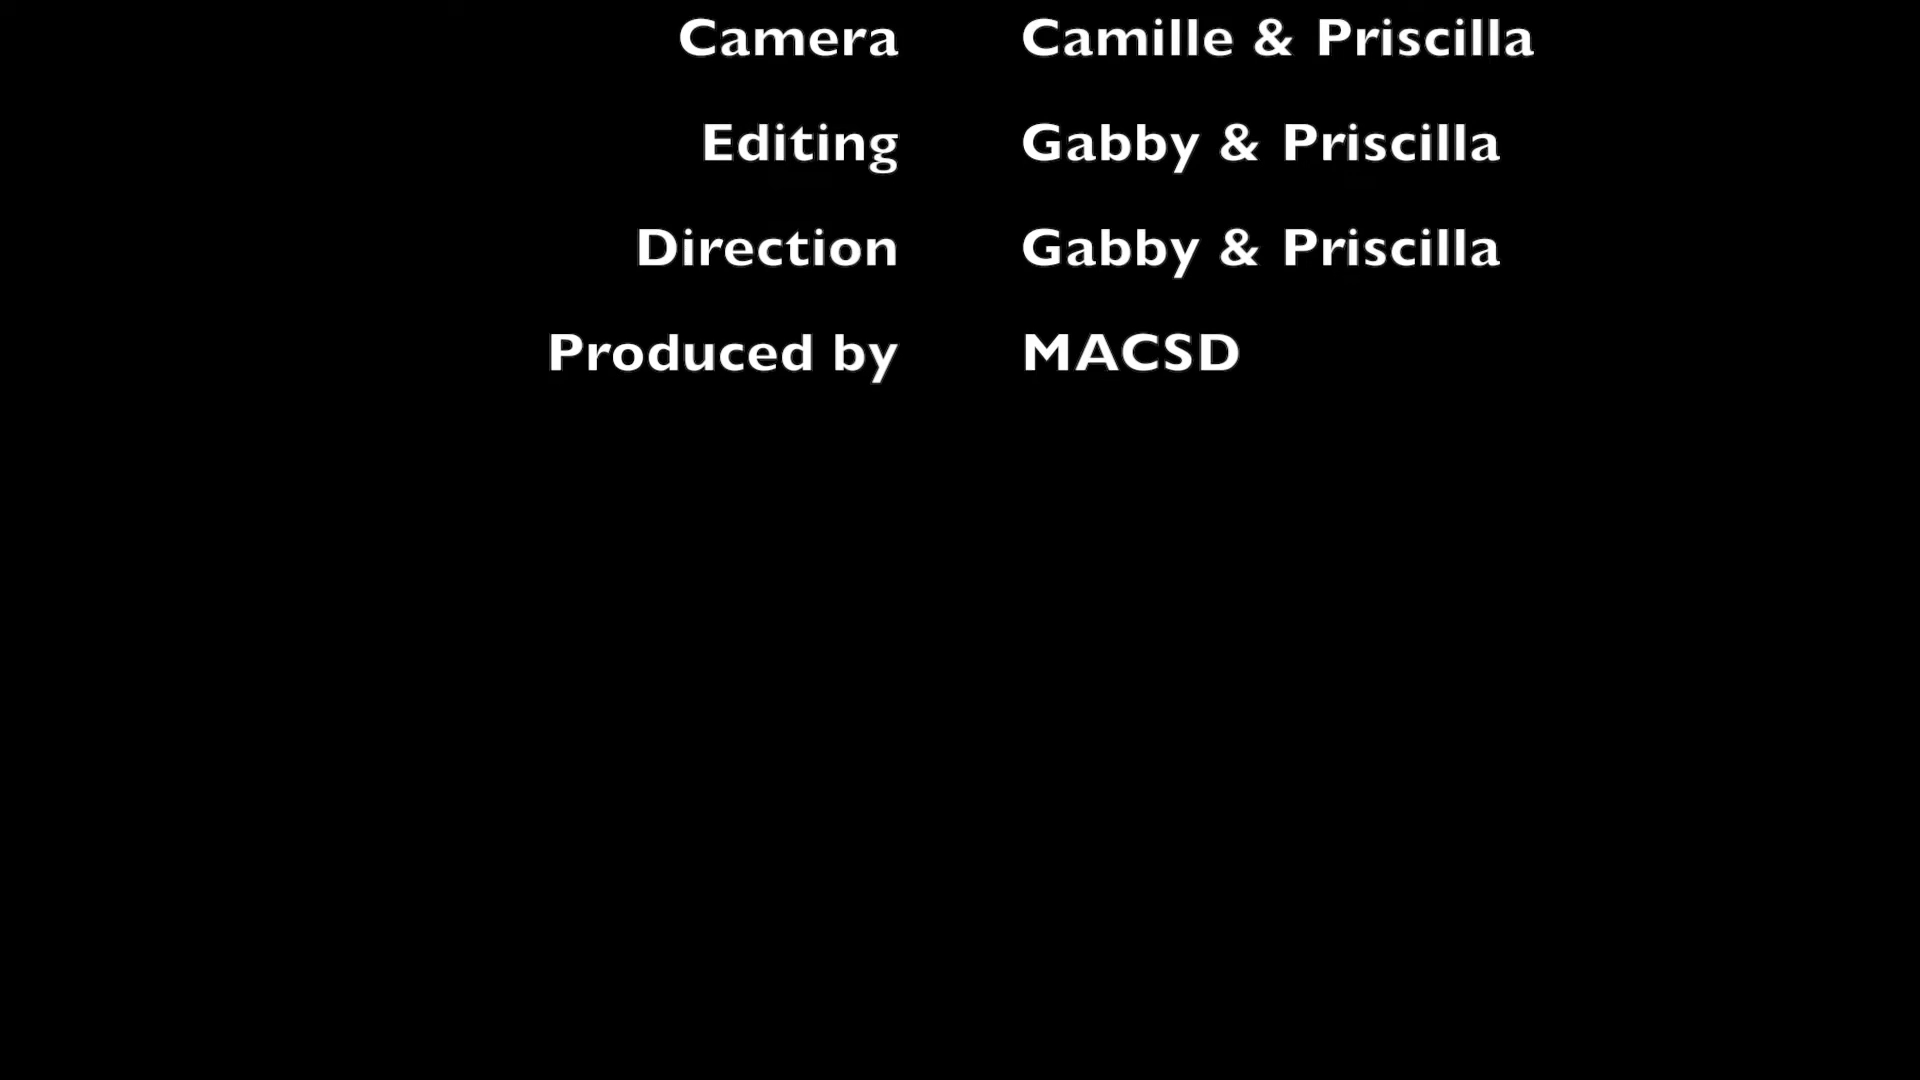 Camera Camille & Priscilla
Editing Gabby & Priscilla
Direction Gabby & Priscilla
Produced by MACSD